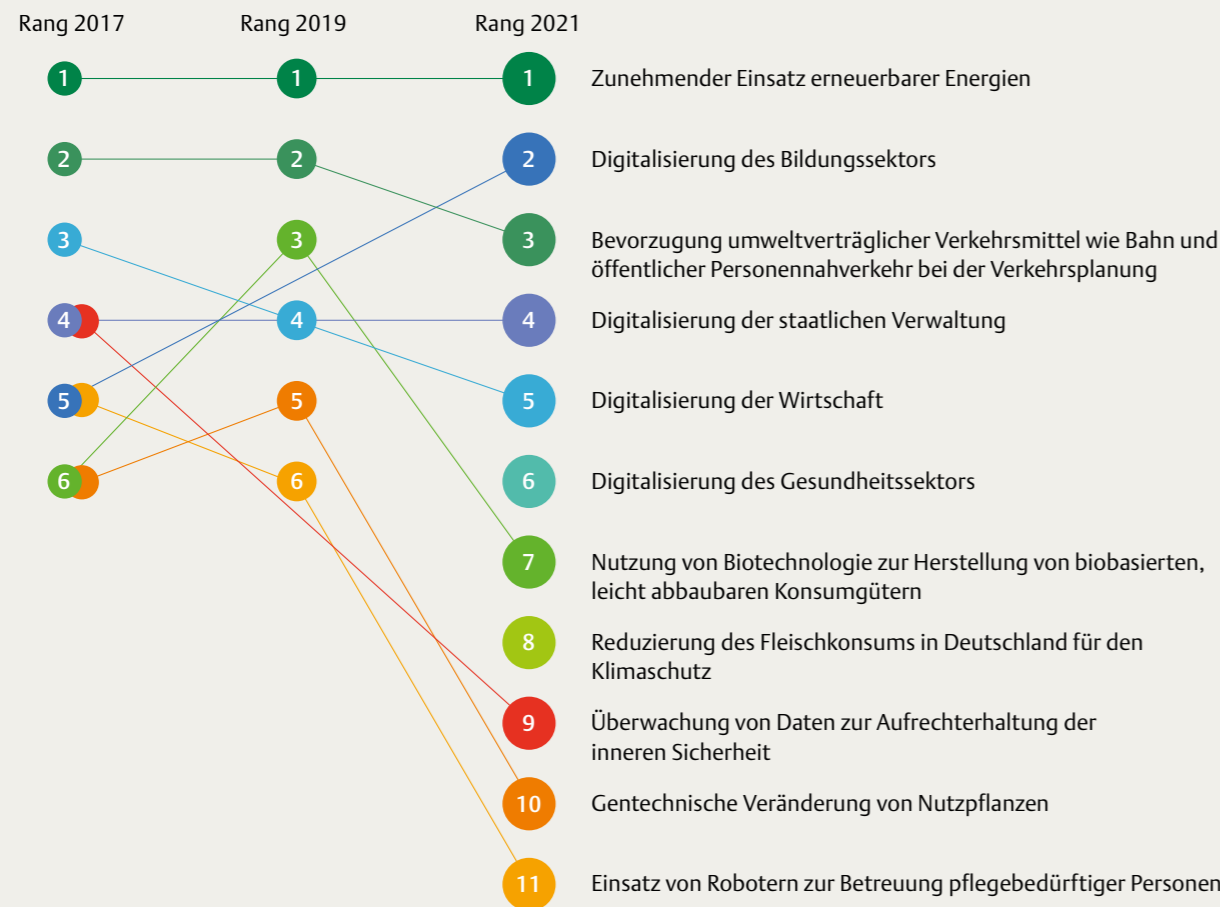 Rang 2017 Rang 2019 Rang 2021
1 1 1 Zunehmender Einsatz erneuerbarer Energien
2 2 2 Digitalisierung des Bildungssektors
3 3 3 Bevorzugung umweltverträglicher Verkehrsmittel wie Bahn und
öffentlicher Personennahverkehr bei der Verkehrsplanung
4 4 4 Digitalisierung der staatlichen Verwaltung
5 5 5 Digitalisierung der Wirtschaft
6 6 6 Digitalisierung des Gesundheitssektors
7 Nutzung von Biotechnologie zur Herstellung von biobasierten,
leicht abbaubaren Konsumgütern
8 Reduzierung des Fleischkonsums in Deutschland für den
Klimaschutz
9 Überwachung von Daten zur Aufrechterhaltung der
inneren Sicherheit
10 Gentechnische Veränderung von Nutzpflanzen
11 Einsatz von Robotern zur Betreuung pflegebedürftiger Personen